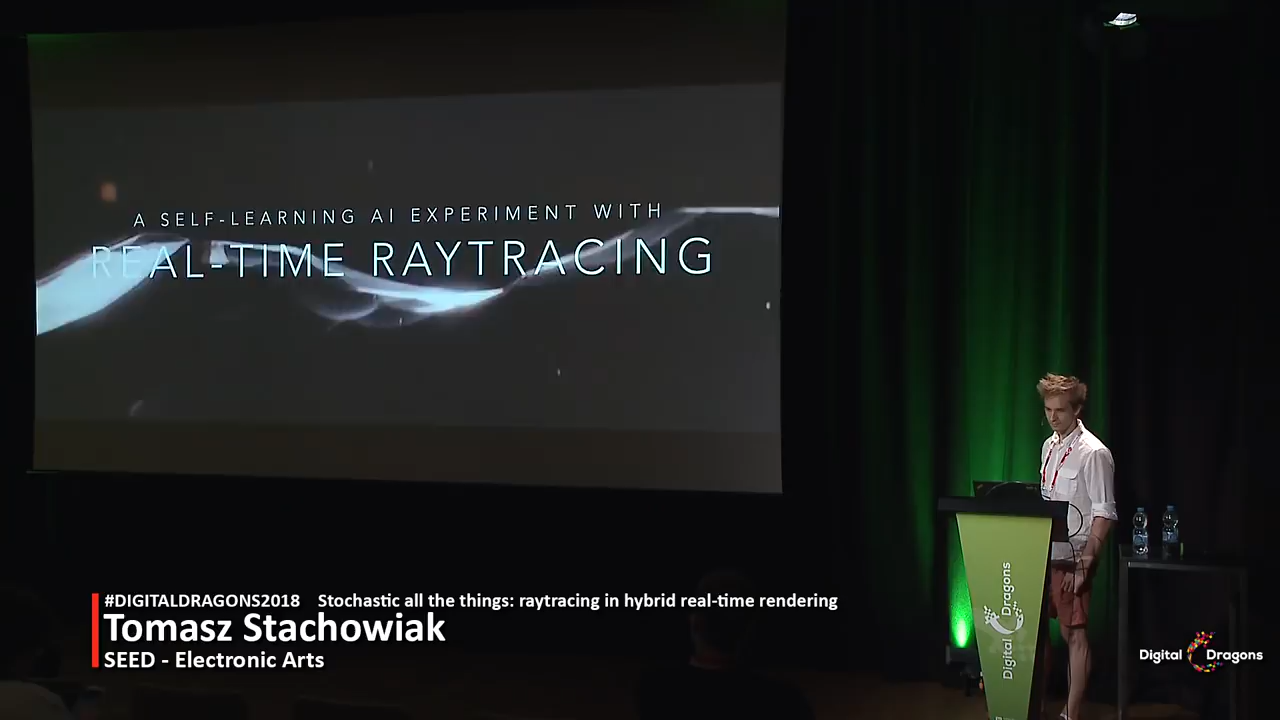 A SELF-LEARNING AI EXPERIMENT WITH
REAL-TIME RAYTRACING
#DIGITALDRAGONS2018 Stochastic all the things: raytracing in hybrid real-time rendering
Tomasz Stachowiak
SEED - Electronic Arts
Digital Dragons
Digital Dragons